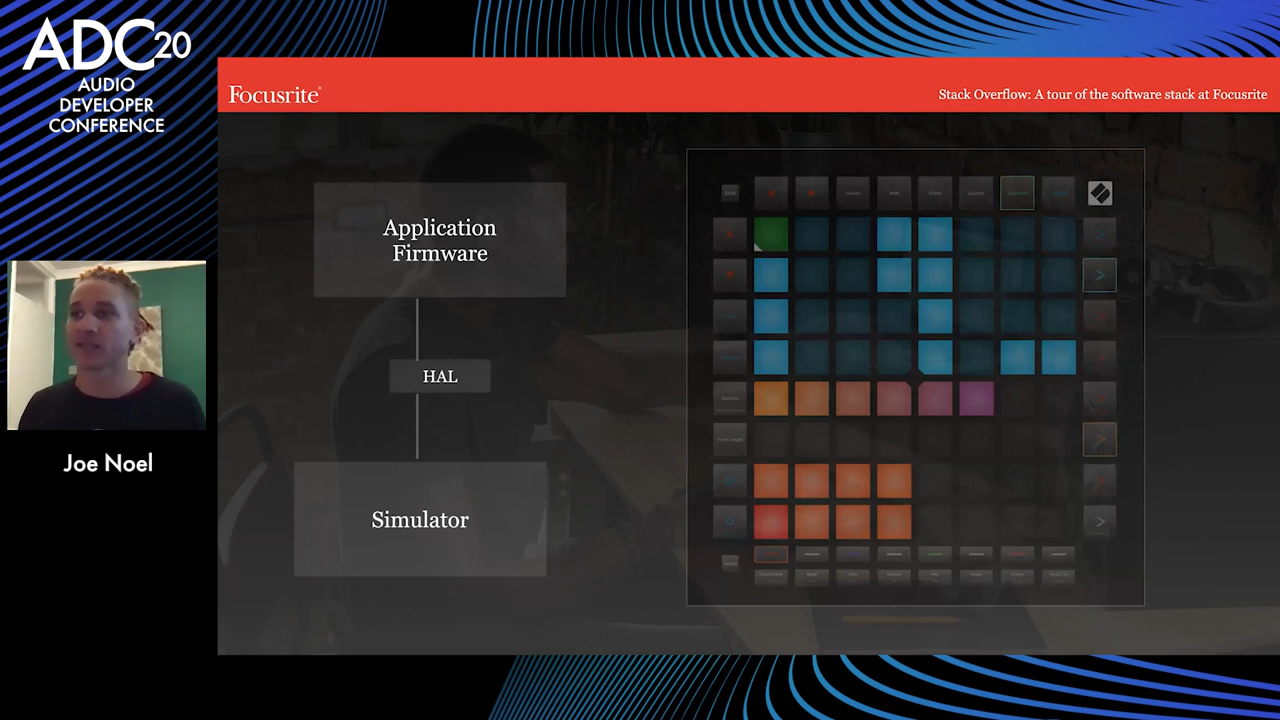 ADC20
AUDIO
DEVELOPER
CONFERENCE
Focusrite
Stack Overflow: A tour of the software stack at Focusrite
Application
Firmware
HAL
Simulator
Shift
Joe Noel